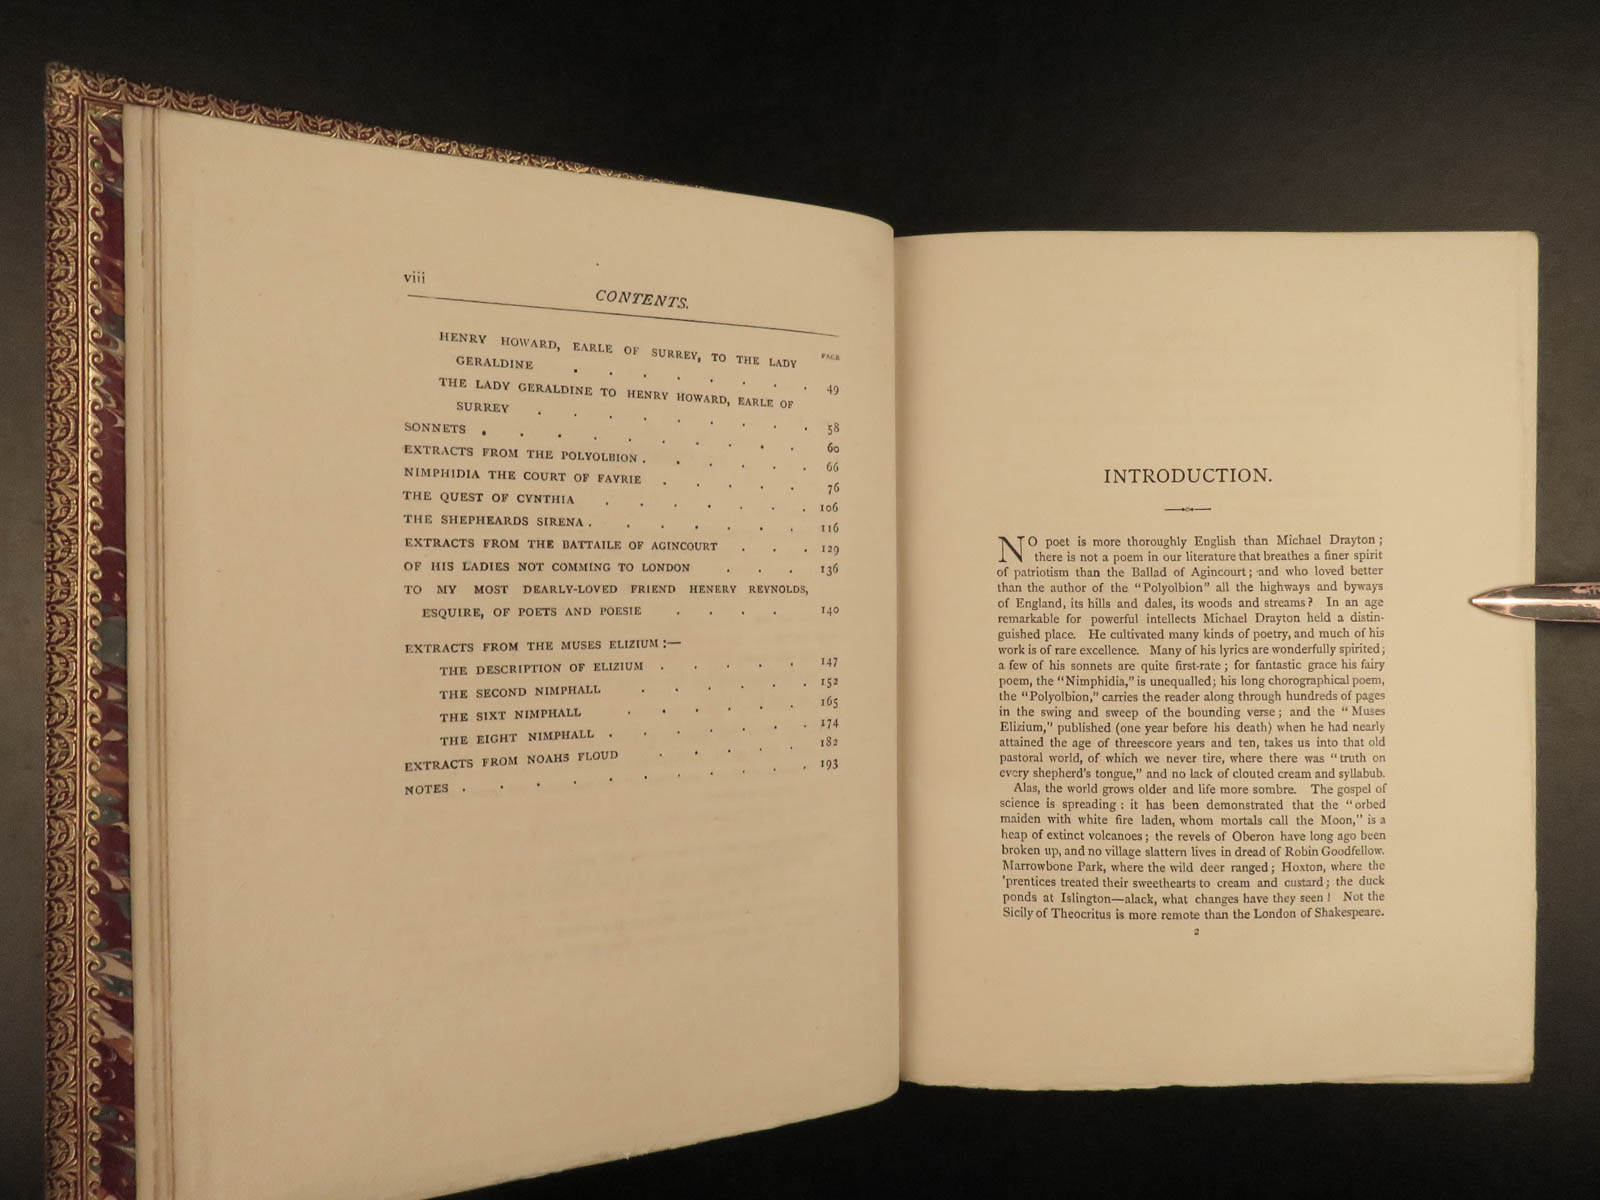 viii
CONTENTS.
PAGE
HENRY HOWARD, EARLE OF SURREY, TO THE LADY
GERALDINE . . . . . . . . 49
THE LADY GERALDINE TO HENRY HOWARD, EARLE OF
SURREY . . . . . . . . 58
SONNETS . . . . . . . . . 60
EXTRACTS FROM THE POLYOLBION . . . . . . 66
NIMPHIDIA THE COURT OF FAYRIE . . . . . 76
THE QUEST OF CYNTHIA . . . . . . . 106
THE SHEPHEARDS SIRENA . . . . . . . 116
EXTRACTS FROM THE BATTAILE OF AGINCOURT . . . 129
OF HIS LADIES NOT COMMING TO LONDON . . . 136
TO MY MOST DEARLY-LOVED FRIEND HENERY REYNOLDS,
ESQUIRE, OF POETS AND POESIE . . . . 140
EXTRACTS FROM THE MUSES ELIZIUM :—
THE DESCRIPTION OF ELIZIUM . . . . . 147
THE SECOND NIMPHALL . . . . . . 152
THE SIXT NIMPHALL . . . . . . 165
THE EIGHT NIMPHALL . . . . . . . 174
EXTRACTS FROM NOAHS FLOUD . . . . . 182
NOTES . . . . . . . . . . 193
INTRODUCTION.
NO poet is more thoroughly English than Michael Drayton ;
there is not a poem in our literature that breathes a finer spirit
of patriotism than the Ballad of Agincourt ; and who loved better
than the author of the “Polyolbion” all the highways and byways
of England, its hills and dales, its woods and streams ? In an age
remarkable for powerful intellects Michael Drayton held a distin-
guished place. He cultivated many kinds of poetry, and much of his
work is of rare excellence. Many of his lyrics are wonderfully spirited ;
a few of his sonnets are quite first-rate ; for fantastic grace his fairy
poem, the “Nimphidia,” is unequalled ; his long chorographical poem,
the “Polyolbion,” carries the reader along through hundreds of pages
in the swing and sweep of the bounding verse ; and the “Muses
Elizium,” published (one year before his death) when he had nearly
attained the age of threescore years and ten, takes us into that old
pastoral world, of which we never tire, where there was “truth on
every shepherd's tongue,” and no lack of clouted cream and syllabub.
Alas, the world grows older and life more sombre. The gospel of
science is spreading : it has been demonstrated that the “orbed
maiden with white fire laden, whom mortals call the Moon,” is a
heap of extinct volcanoes ; the revels of Oberon have long ago been
broken up, and no village slattern lives in dread of Robin Goodfellow.
Marrowbone Park, where the wild deer ranged ; Hoxton, where the
'prentices treated their sweethearts to cream and custard ; the duck
ponds at Islington—alack, what changes have they seen ! Not the
Sicily of Theocritus is more remote than the London of Shakespeare.
2